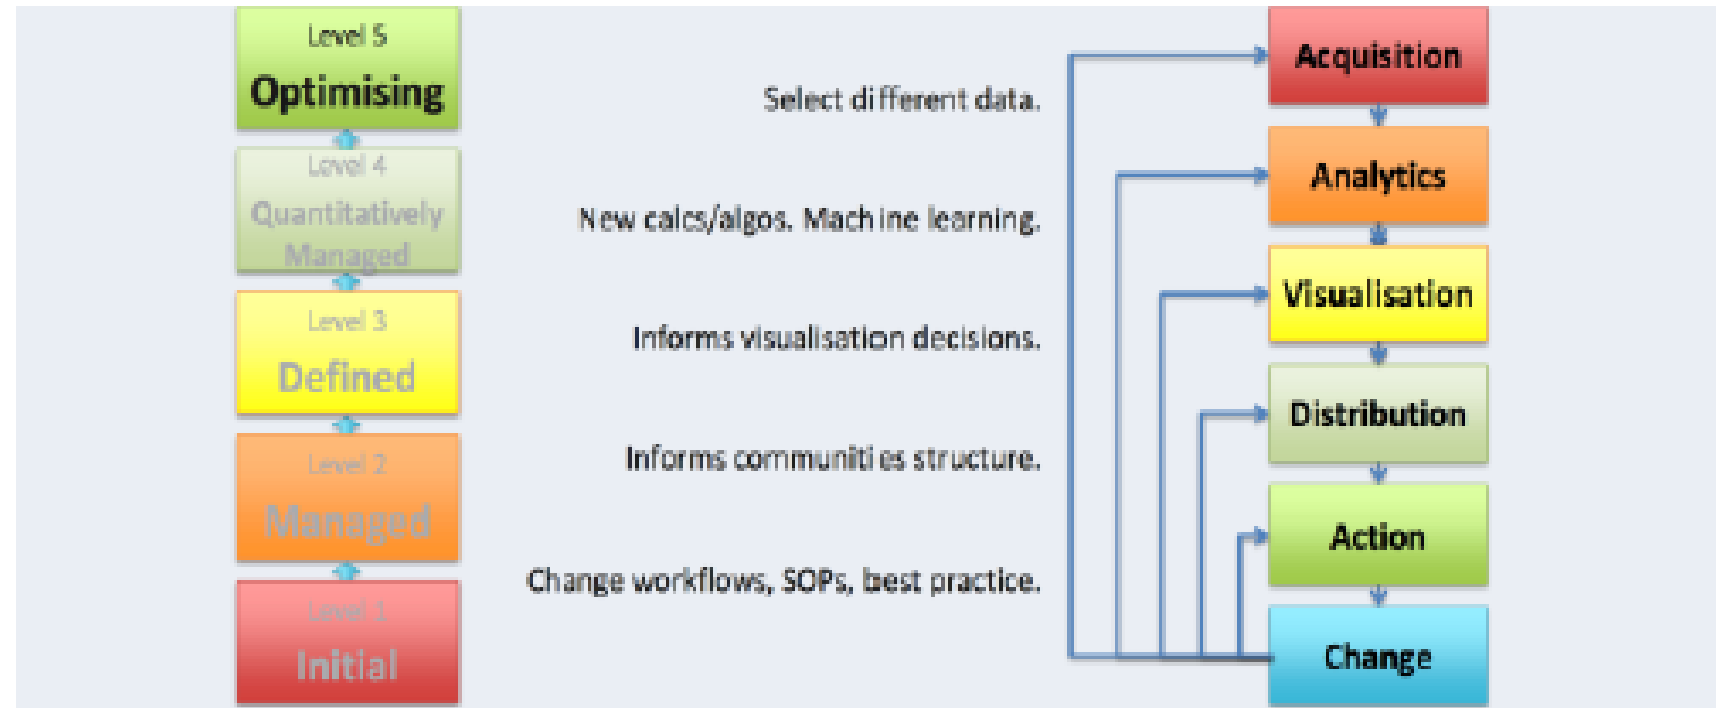 Level 5
Optimising
Level 4
Quantitatively
Managed
Level 3
Defined
Level 2
Managed
Level 1
Initial
Select different data.
New calcs/algos. Machine learning.
Informs visualisation decisions.
Informs communities structure.
Change workflows, SOPs, best practice.
Acquisition
Analytics
Visualisation
Distribution
Action
Change